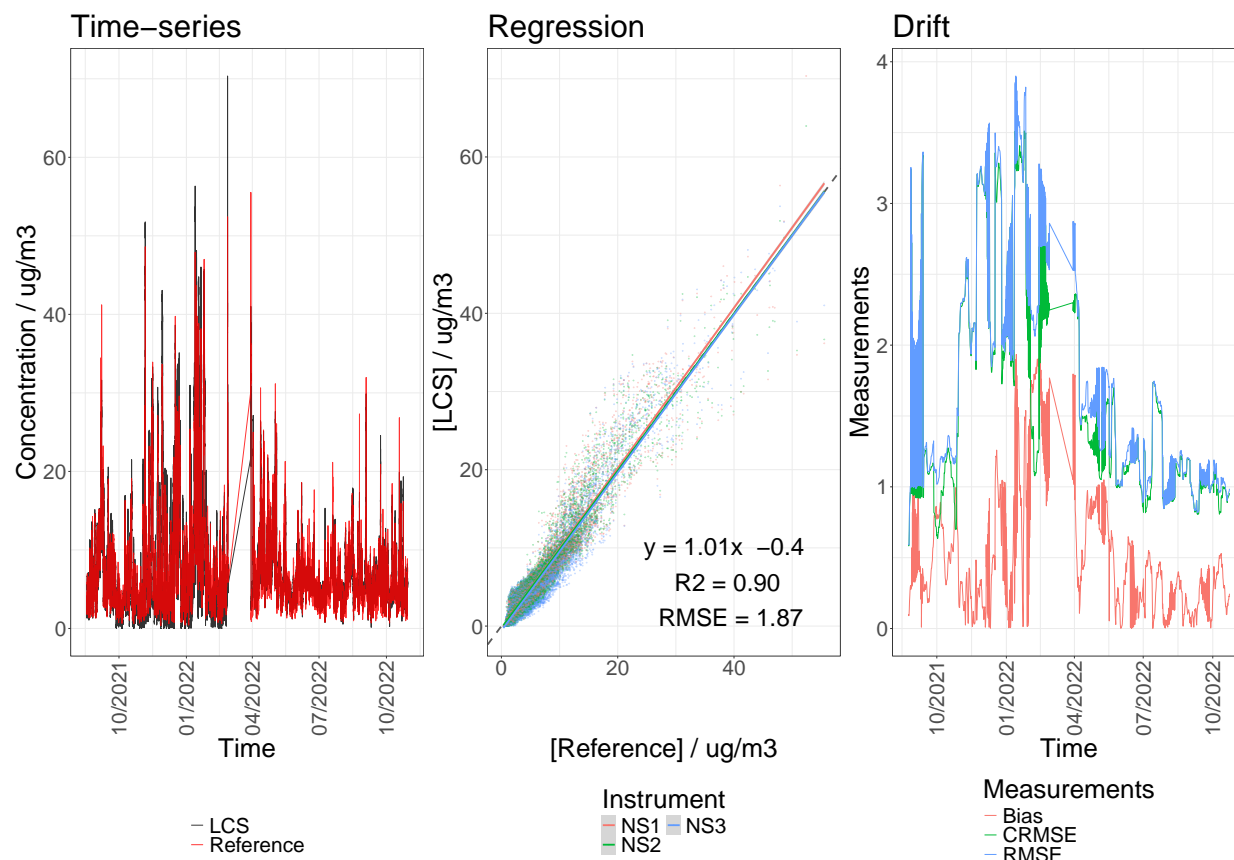 Time−series
Concentration / ug/m3
60
40
20
0
10/2021
01/2022
04/2022
07/2022
10/2022
Time
LCS
Reference
Regression
[LCS] / ug/m3
60
40
20
0
y = 1.01x −0.4
R2 = 0.90
RMSE = 1.87
0
20
40
[Reference] / ug/m3
Instrument
NS1
NS3
NS2
Drift
Measurements
4
3
2
1
0
10/2021
01/2022
04/2022
07/2022
10/2022
Time
Measurements
Bias
CRMSE
RMSE